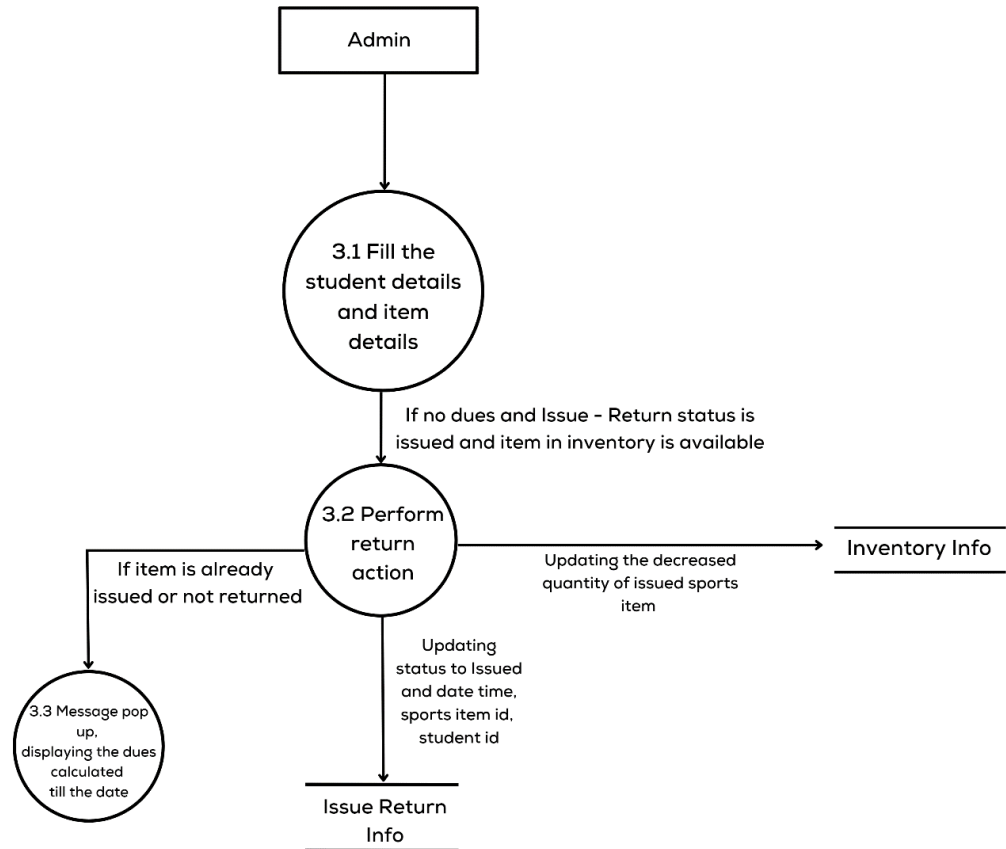 Admin
3.1 Fill the
student details
and item
details
If no dues and Issue - Return status is
issued and item in inventory is available
3.2 Perform
return
action
If item is already
issued or not returned
Updating the decreased
quantity of issued sports
item
Inventory Info
Updating
status to Issued
and date time,
sports item id,
student id
3.3 Message pop
up,
displaying the dues
calculated
till the date
Issue Return
Info